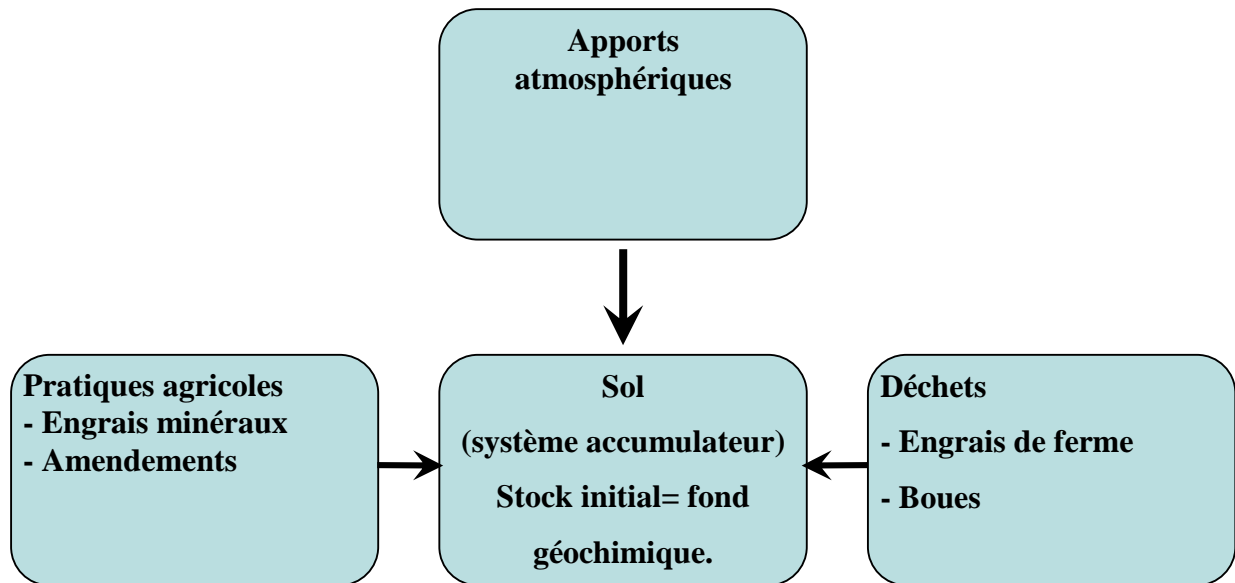 Apports
atmosphériques
Pratiques agricoles
- Engrais minéraux
- Amendements
Sol
(système accumulateur)
Stock initial= fond
géochimique.
Déchets
- Engrais de ferme
- Boues